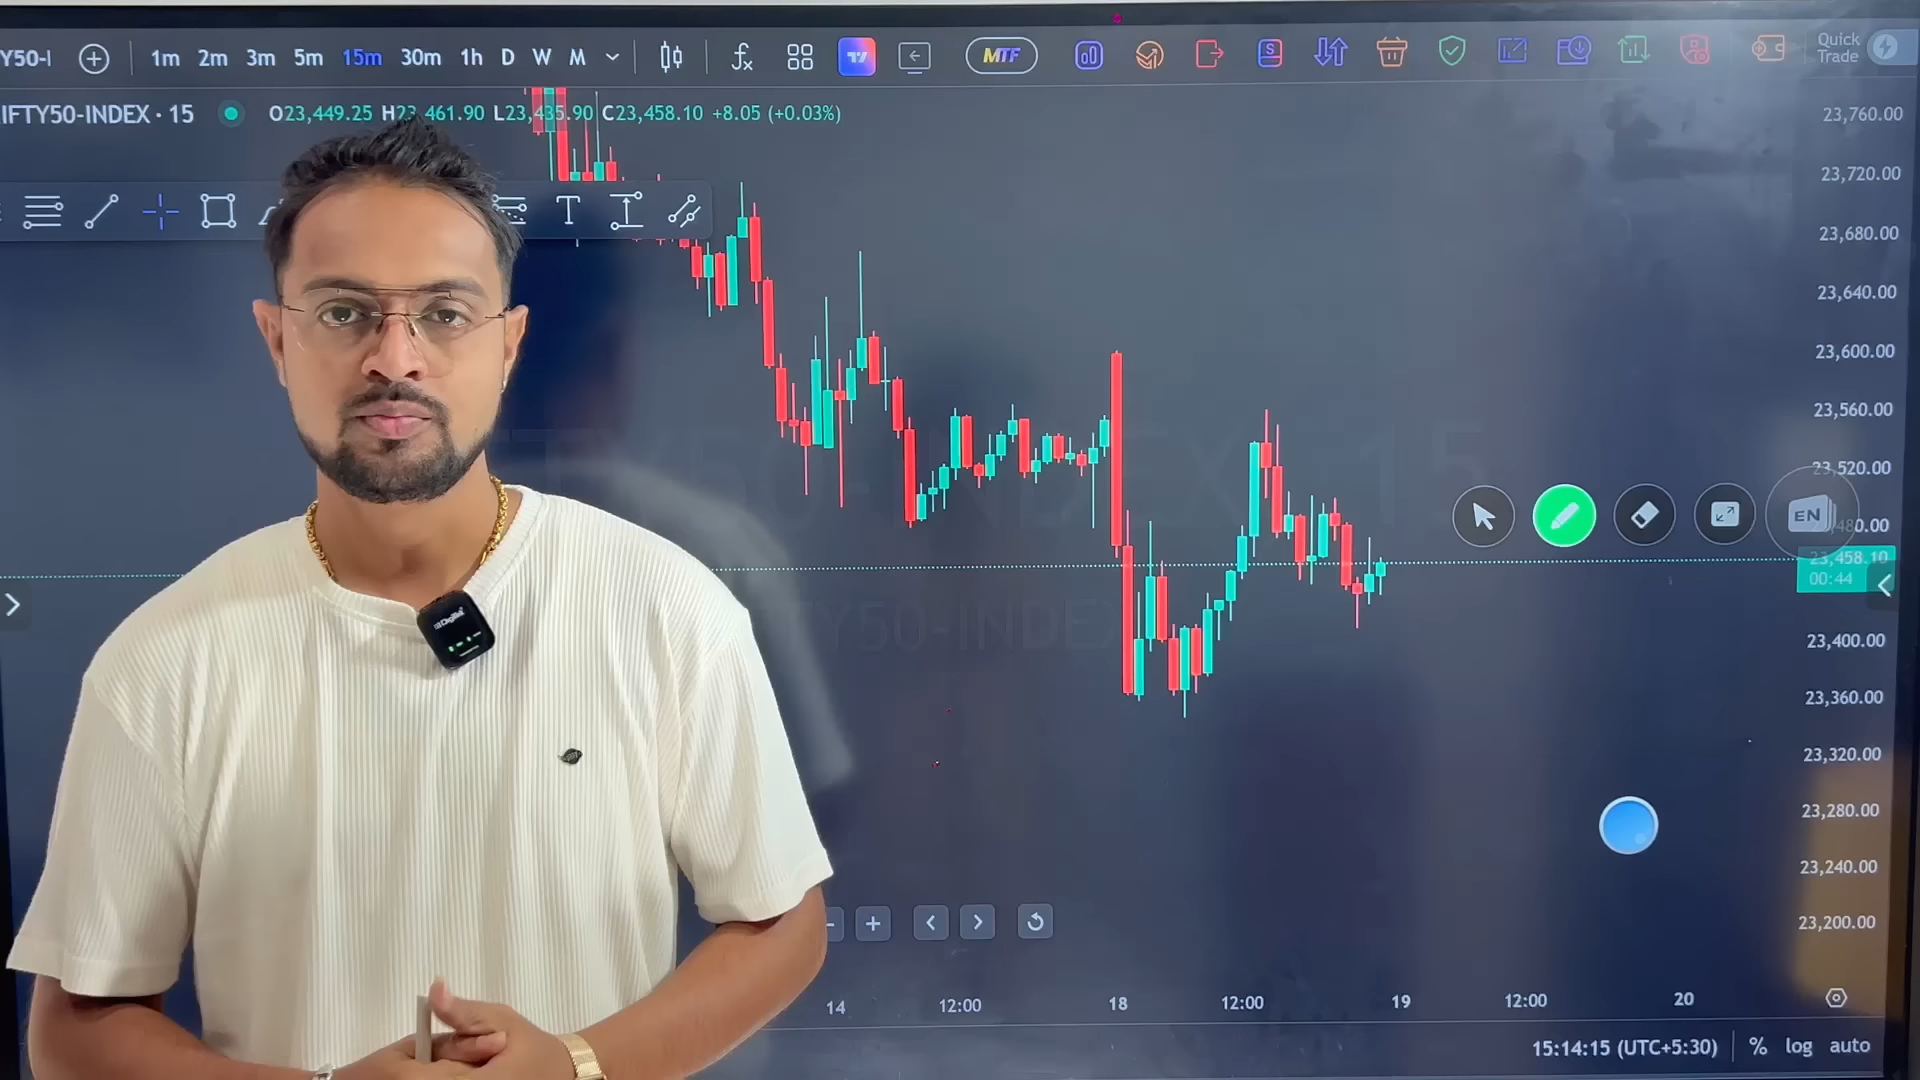 Y50-I 1m 2m 3m 5m 15m 30m 1h D W M MTF Quick Trade
IFTY50-INDEX · 15 O23,449.25 H23,461.90 L23,435.90 C23,458.10 +8.05 (+0.03%)
T
23,760.00
23,720.00
23,680.00
23,640.00
23,600.00
23,560.00
23,520.00
EN
480.00
23,458.10
00:44
23,400.00
23,360.00
23,320.00
23,280.00
23,240.00
23,200.00
Y50-INDEX
14 12:00 18 12:00 19 12:00 20
15:14:15 (UTC+5:30) % log auto